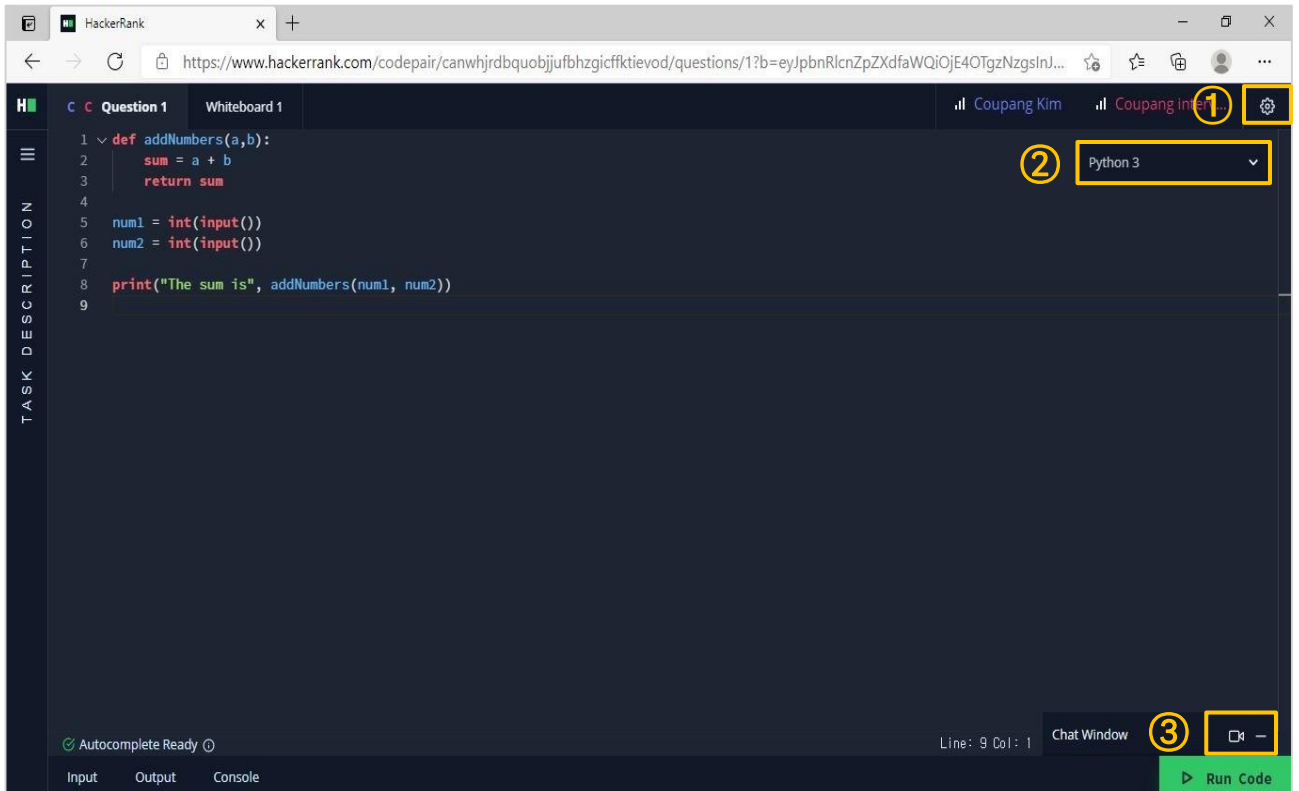 HackerRank
https://www.hackerrank.com/codepair/canwhjrdbquobjjufbhzgicffktievod/questions/1?b=eyJpbnRlcnZpZXdfaWQiOjE4OTgzNzgsInJ...
H
C C Question 1 Whiteboard 1 Coupang Kim Coupang interv... ①
② Python 3
TASK DESCRIPTION
1 def addNumbers(a,b):
2 sum = a + b
3 return sum
4
5 num1 = int(input())
6 num2 = int(input())
7
8 print("The sum is", addNumbers(num1, num2))
9
Autocomplete Ready Line: 9 Col: 1 Chat Window ③
Input Output Console Run Code